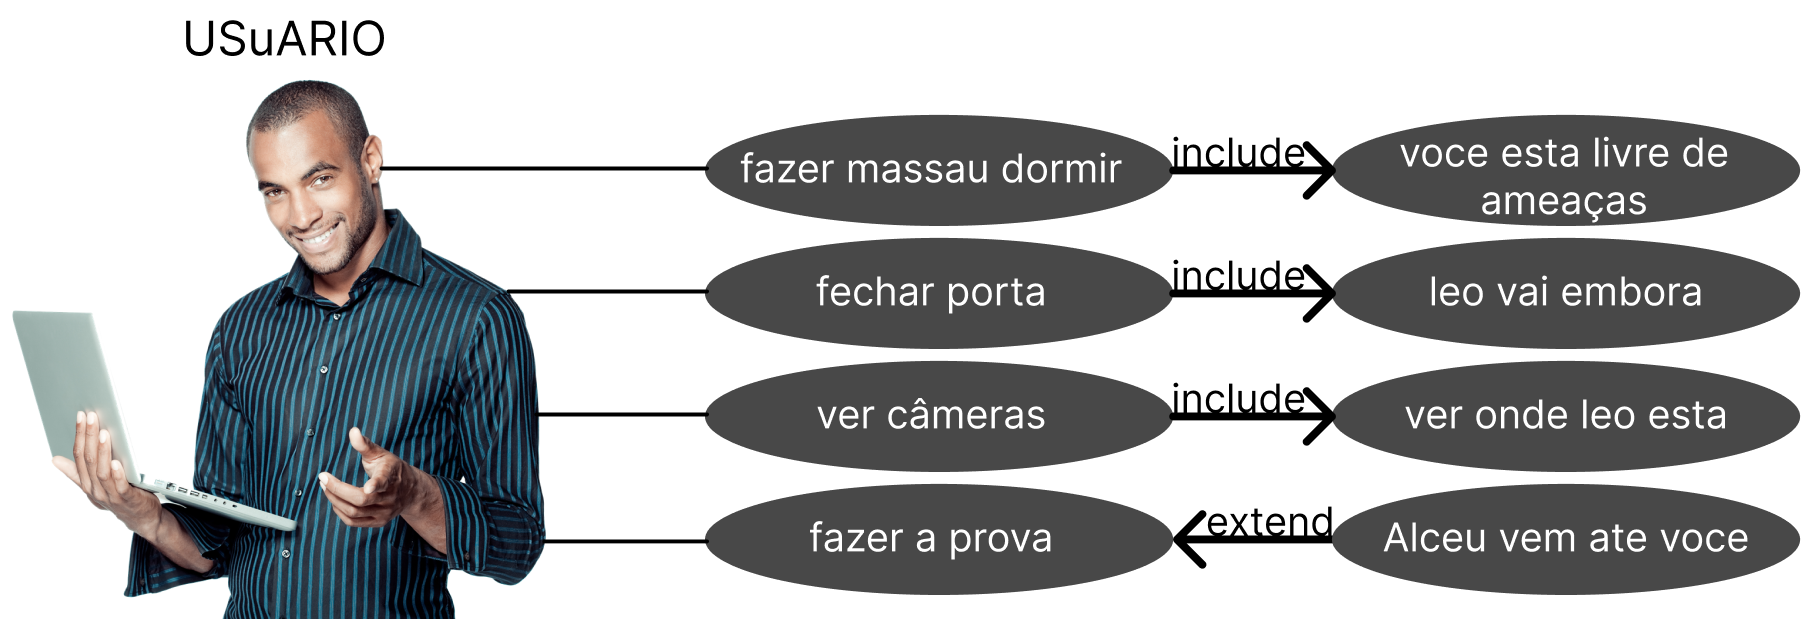 USuARIO
fazer massau dormir
include
voce esta livre de
ameaças
fechar porta
include
leo vai embora
ver câmeras
include
ver onde leo esta
fazer a prova
extend
Alceu vem ate voce